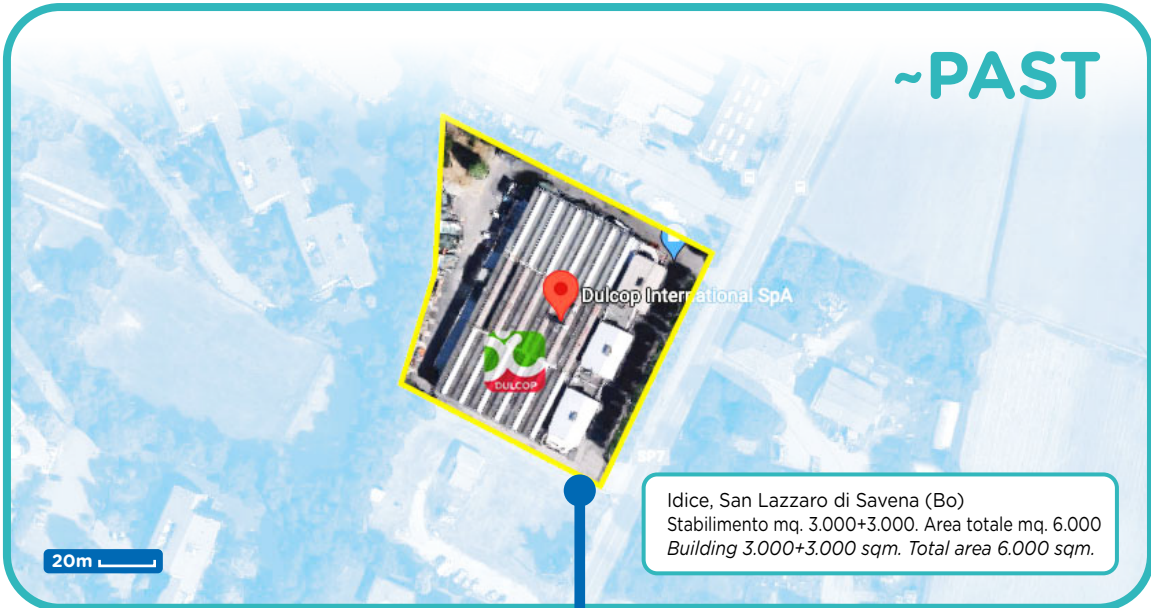 ~PAST
Dulcop International SpA
DULCOP
SP7
Idice, San Lazzaro di Savena (Bo)
Stabilimento mq. 3.000+3.000. Area totale mq. 6.000
Building 3.000+3.000 sqm. Total area 6.000 sqm.
20m